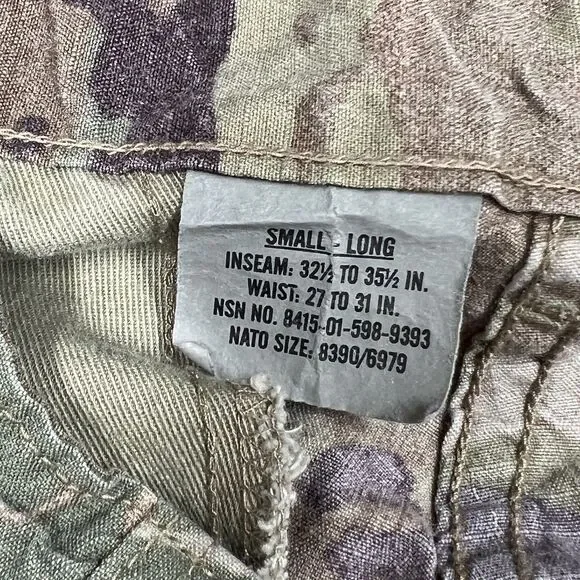 SMALL - LONG
INSEAM: 32½ TO 35½ IN.
WAIST: 27 TO 31 IN.
NSN NO. 8415-01-598-9393
NATO SIZE: 8390/6979